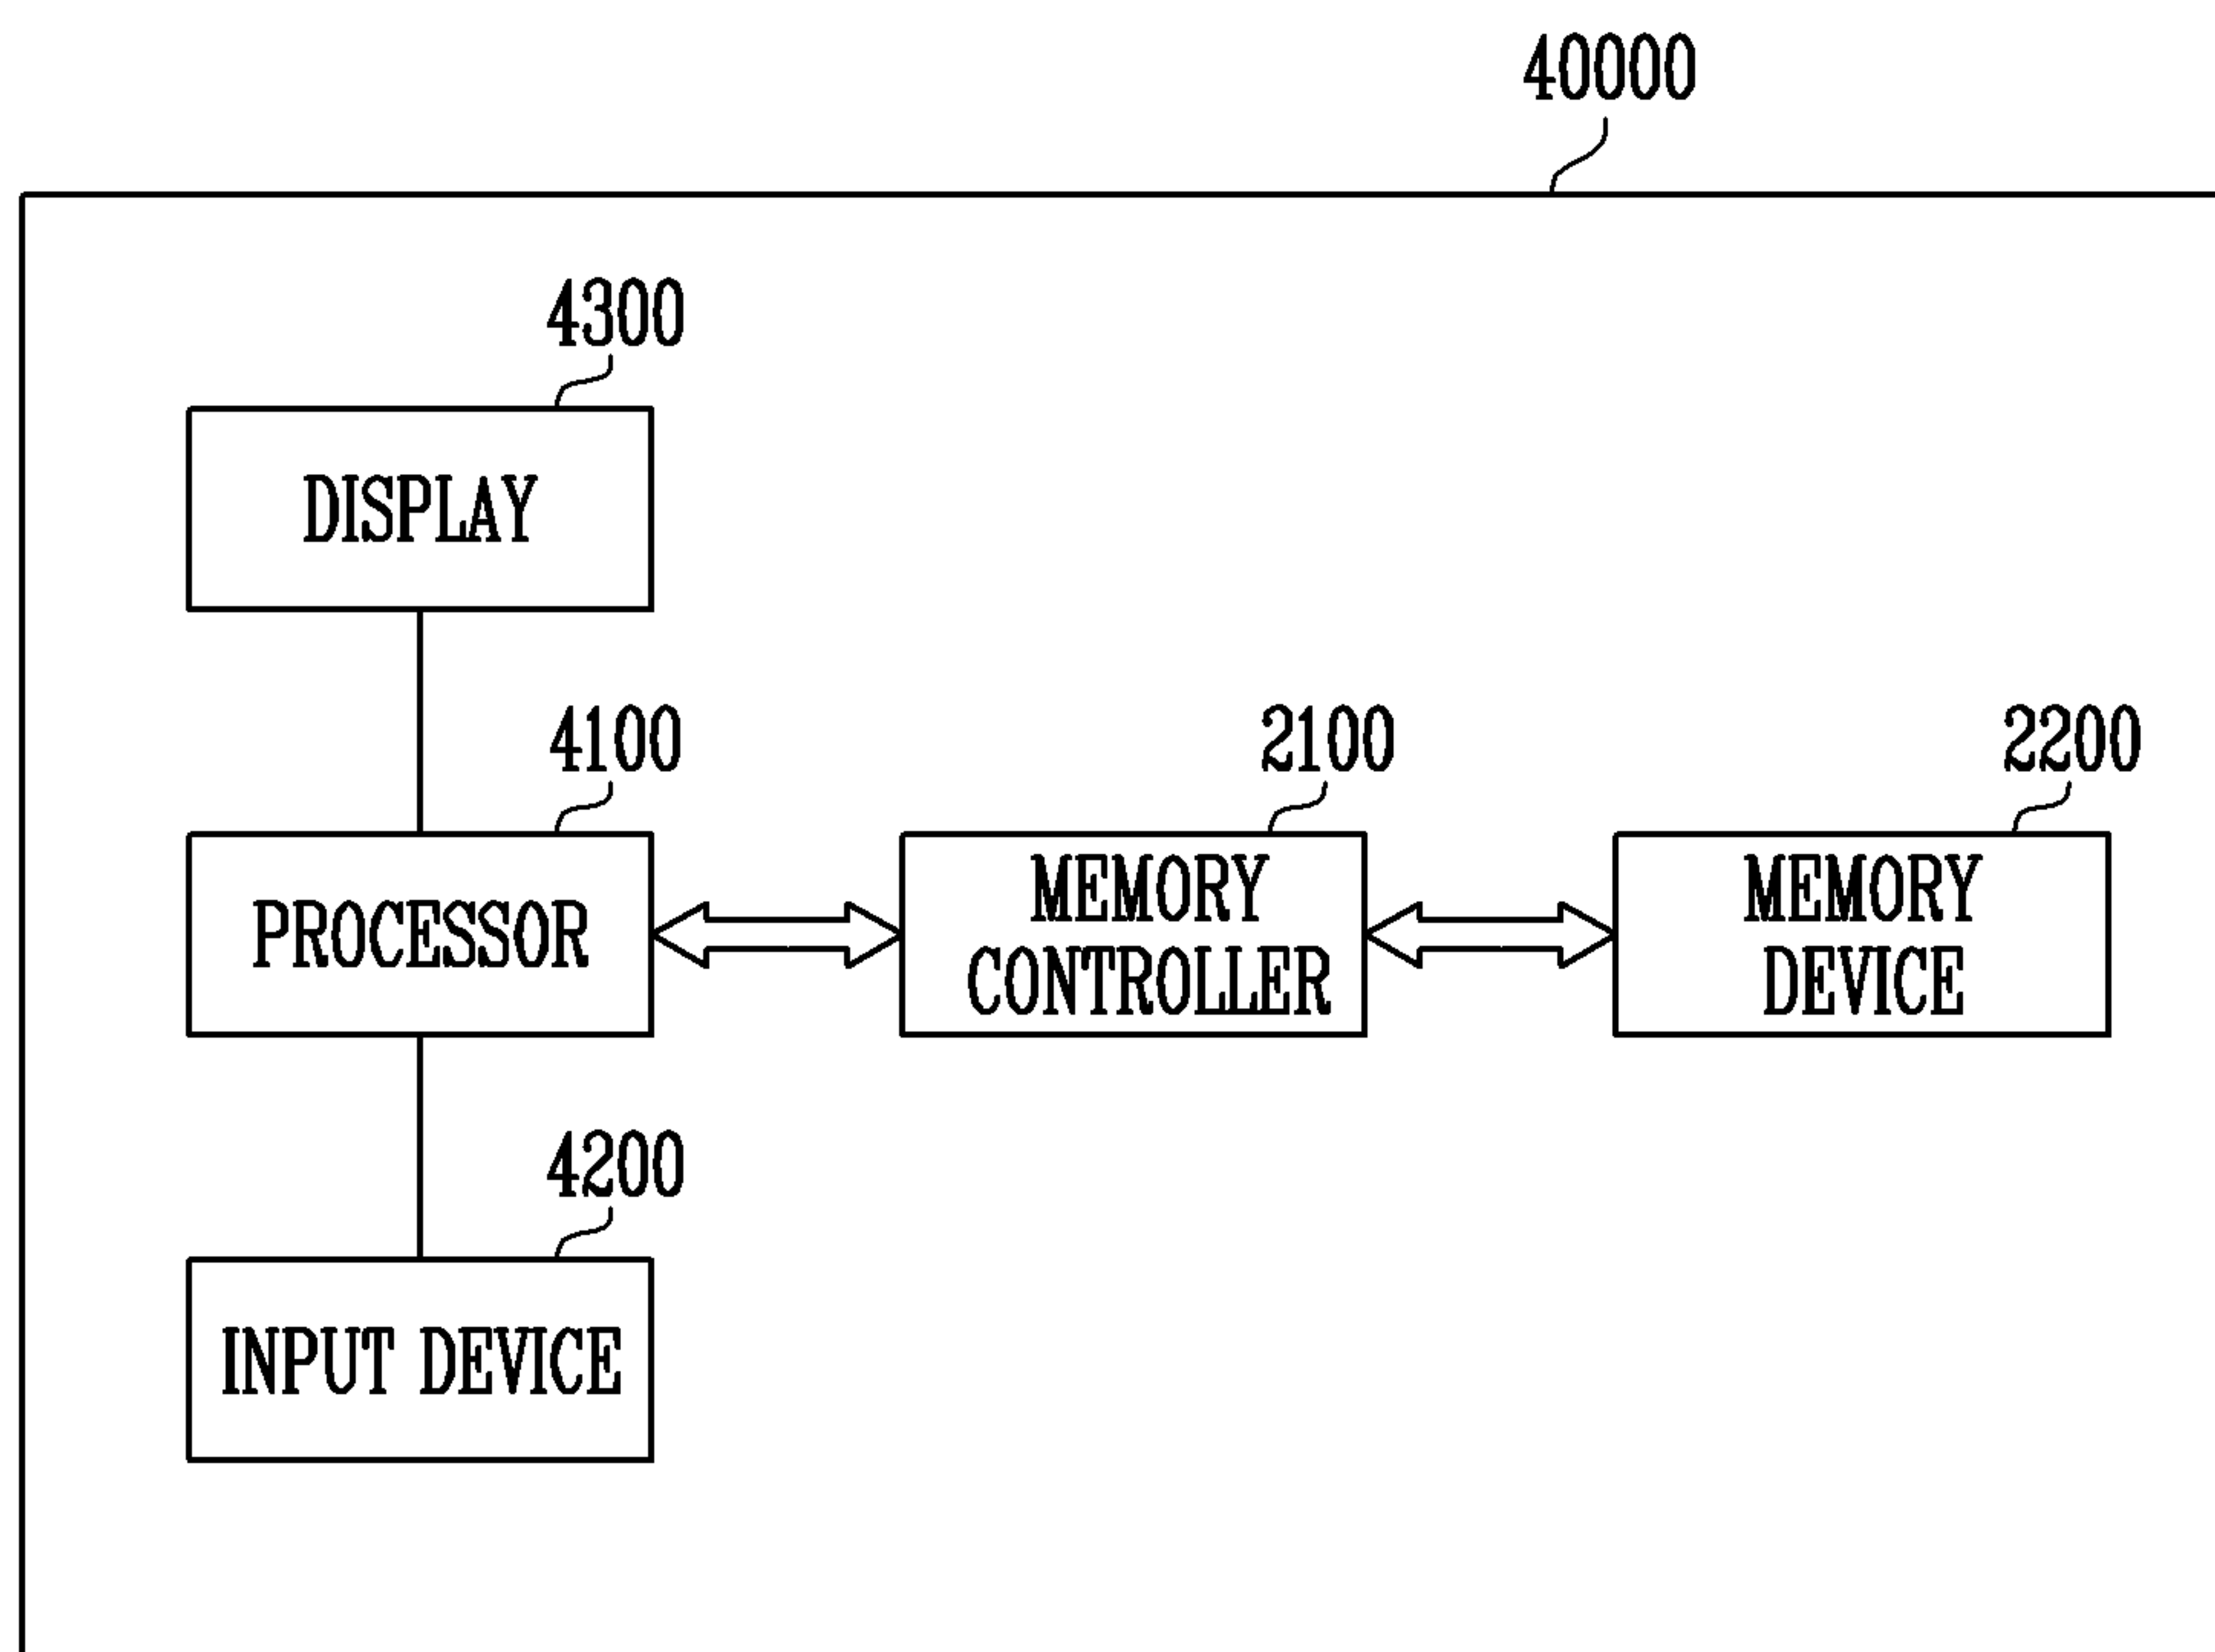 40000
4300
DISPLAY
4100
PROCESSOR
2100
MEMORY
CONTROLLER
2200
MEMORY
DEVICE
4200
INPUT DEVICE